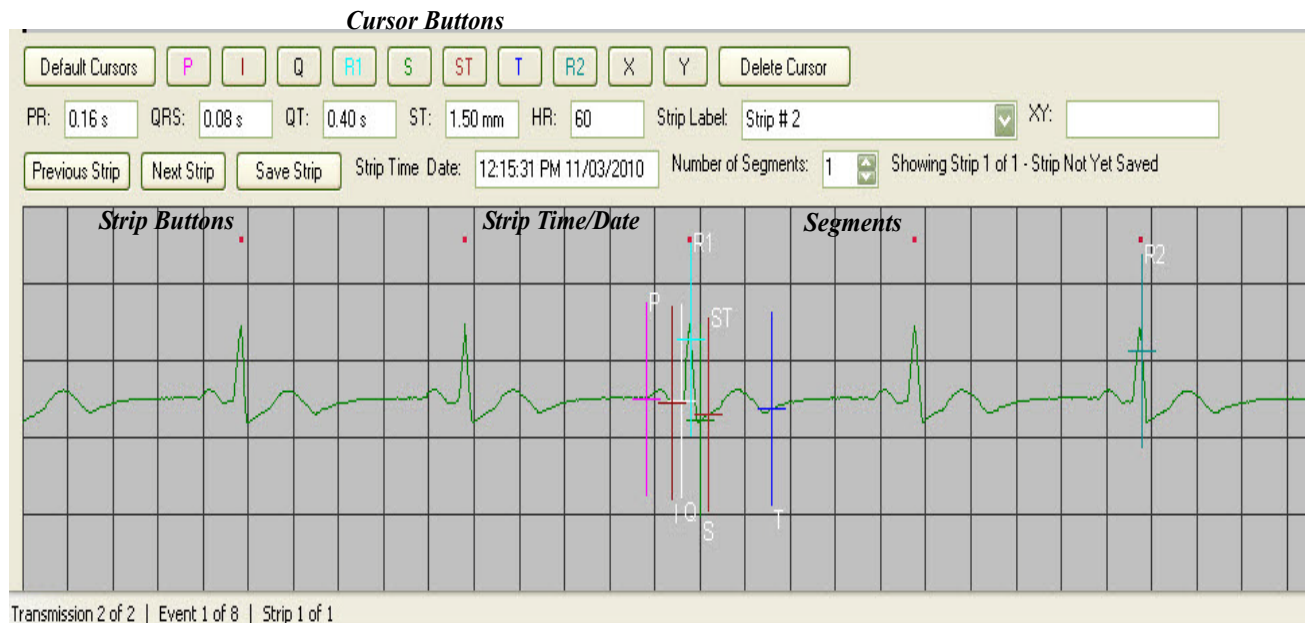 Cursor Buttons
Default Cursors P I Q R1 S ST T R2 X Y Delete Cursor
PR: 0.16 s QRS: 0.08 s QT: 0.40 s ST: 1.50 mm HR: 60 Strip Label: Strip # 2 XY:
Previous Strip Next Strip Save Strip Strip Time Date: 12:15:31 PM 11/03/2010 Number of Segments: 1 Showing Strip 1 of 1 - Strip Not Yet Saved
Strip Buttons Strip Time/Date Segments
R1 R2
P ST
I Q S T
Transmission 2 of 2 | Event 1 of 8 | Strip 1 of 1